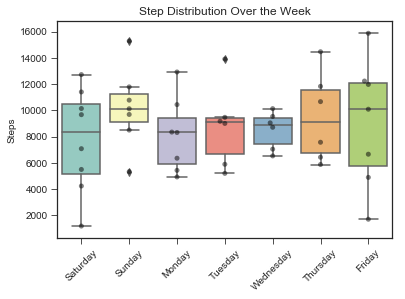 Step Distribution Over the Week
16000
14000
12000
10000
8000
6000
4000
2000
Steps
Saturday
Sunday
Monday
Tuesday
Wednesday
Thursday
Friday